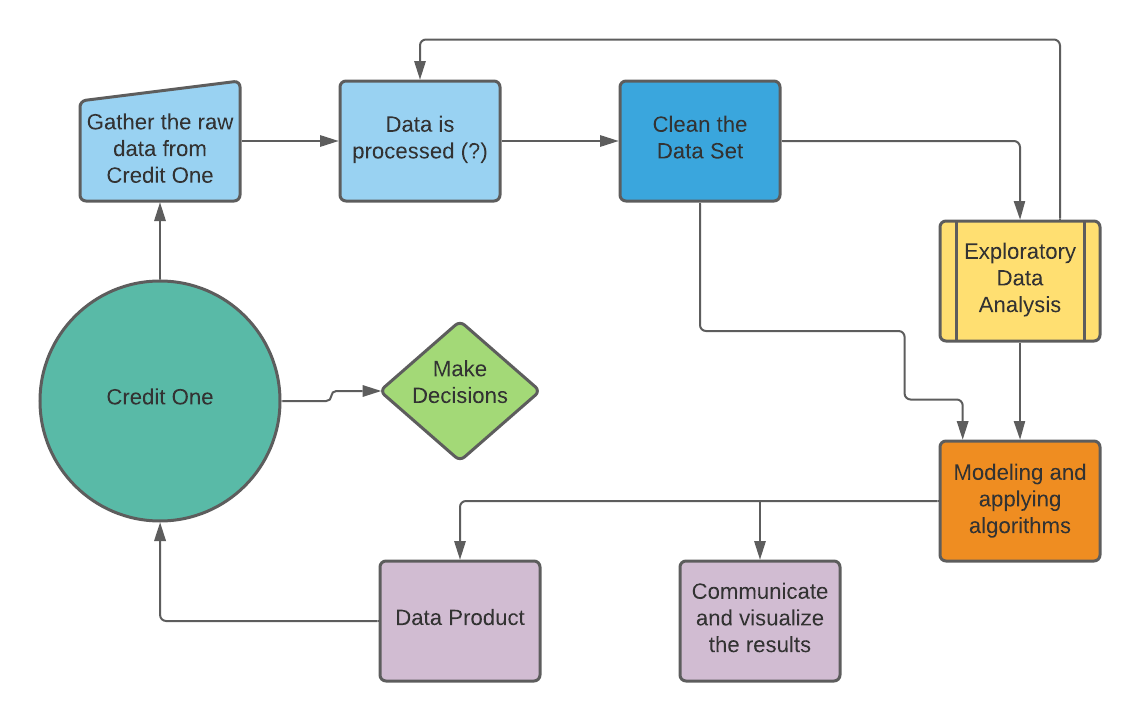 Gather the raw
data from
Credit One
Data is
processed (?)
Clean the
Data Set
Exploratory
Data
Analysis
Credit One
Make
Decisions
Modeling and
applying
algorithms
Data Product
Communicate
and visualize
the results